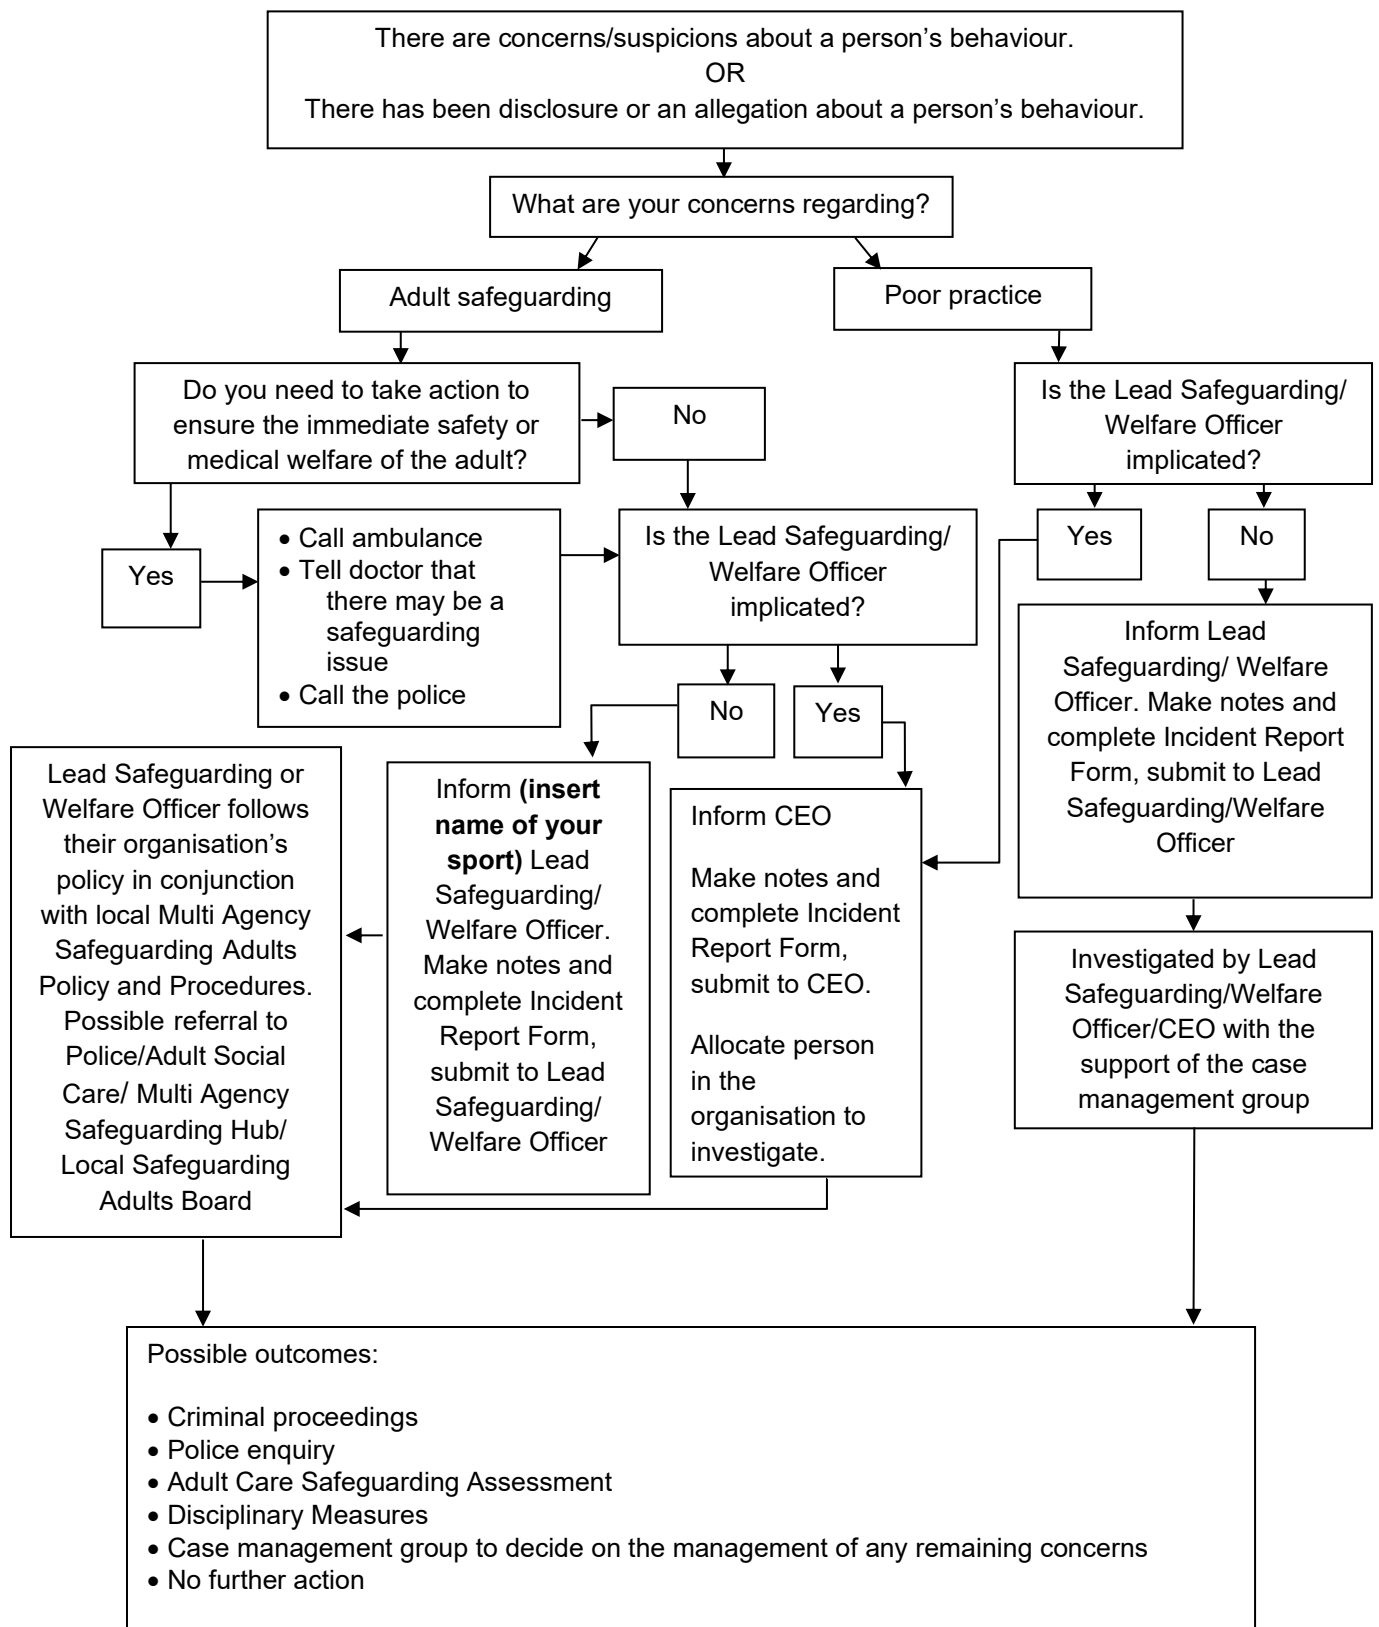 There are concerns/suspicions about a person’s behaviour.
OR
There has been disclosure or an allegation about a person’s behaviour.
What are your concerns regarding?
Adult safeguarding
Poor practice
Do you need to take action to
ensure the immediate safety or
medical welfare of the adult?
No
Is the Lead Safeguarding/
Welfare Officer
implicated?
Yes
• Call ambulance
• Tell doctor that
there may be a
safeguarding
issue
• Call the police
Is the Lead Safeguarding/
Welfare Officer
implicated?
Yes
No
No
Yes
Inform Lead
Safeguarding/ Welfare
Officer. Make notes and
complete Incident Report
Form, submit to Lead
Safeguarding/Welfare
Officer
Lead Safeguarding or
Welfare Officer follows
their organisation’s
policy in conjunction
with local Multi Agency
Safeguarding Adults
Policy and Procedures.
Possible referral to
Police/Adult Social
Care/ Multi Agency
Safeguarding Hub/
Local Safeguarding
Adults Board
Inform (insert
name of your
sport) Lead
Safeguarding/
Welfare Officer.
Make notes and
complete Incident
Report Form,
submit to Lead
Safeguarding/
Welfare Officer
Inform CEO
Make notes and
complete Incident
Report Form,
submit to CEO.
Allocate person
in the
organisation to
investigate.
Investigated by Lead
Safeguarding/Welfare
Officer/CEO with the
support of the case
management group
Possible outcomes:
• Criminal proceedings
• Police enquiry
• Adult Care Safeguarding Assessment
• Disciplinary Measures
• Case management group to decide on the management of any remaining concerns
• No further action